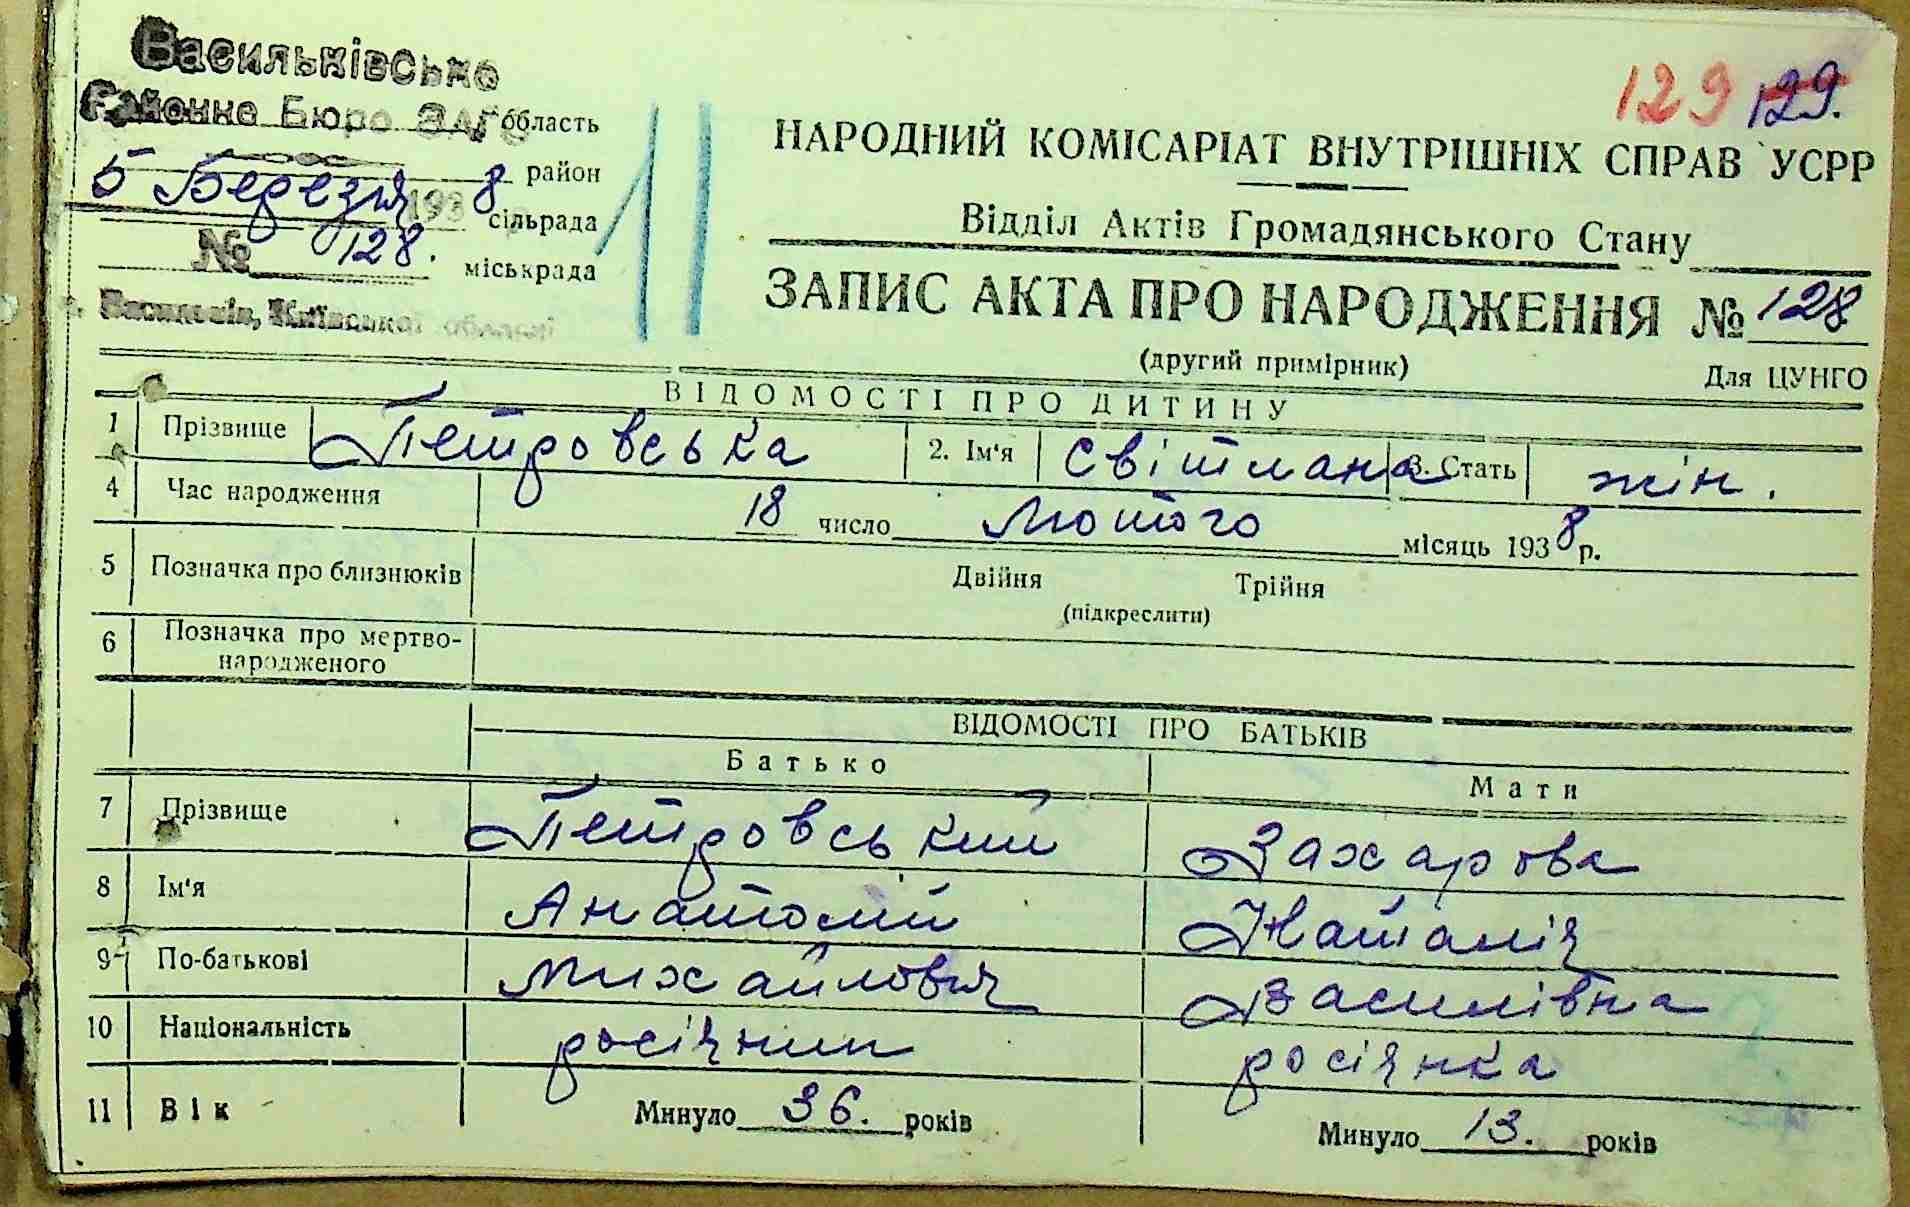 Васильківське
Районне Бюро ЗАГС область
район
5 Березня 1938 сільрада
№ 128. міськрада
м. Васильків, Київської області
129 129.
НАРОДНИЙ КОМІСАРІАТ ВНУТРІШНІХ СПРАВ УСРР
Відділ Актів Громадянського Стану
ЗАПИС АКТА ПРО НАРОДЖЕННЯ № 128
(другий примірник) Для ЦУНГО
ВІДОМОСТІ ПРО ДИТИНУ
1 Прізвище Петровська 2. Ім'я Світлана 3. Стать жін.
4 Час народження 18 число Лютого місяць 1938 р.
5 Позначка про близнюків Двійня Трійня
(підкреслити)
6 Позначка про мертво-
народженого
ВІДОМОСТІ ПРО БАТЬКІВ
Батько Мати
7 Прізвище Петровський Захарова
8 Ім'я Анатолій Наталія
9 По-батькові Михайлович Василівна
10 Національність росіянин росіянка
11 Вік Минуло 36. років Минуло 13. років